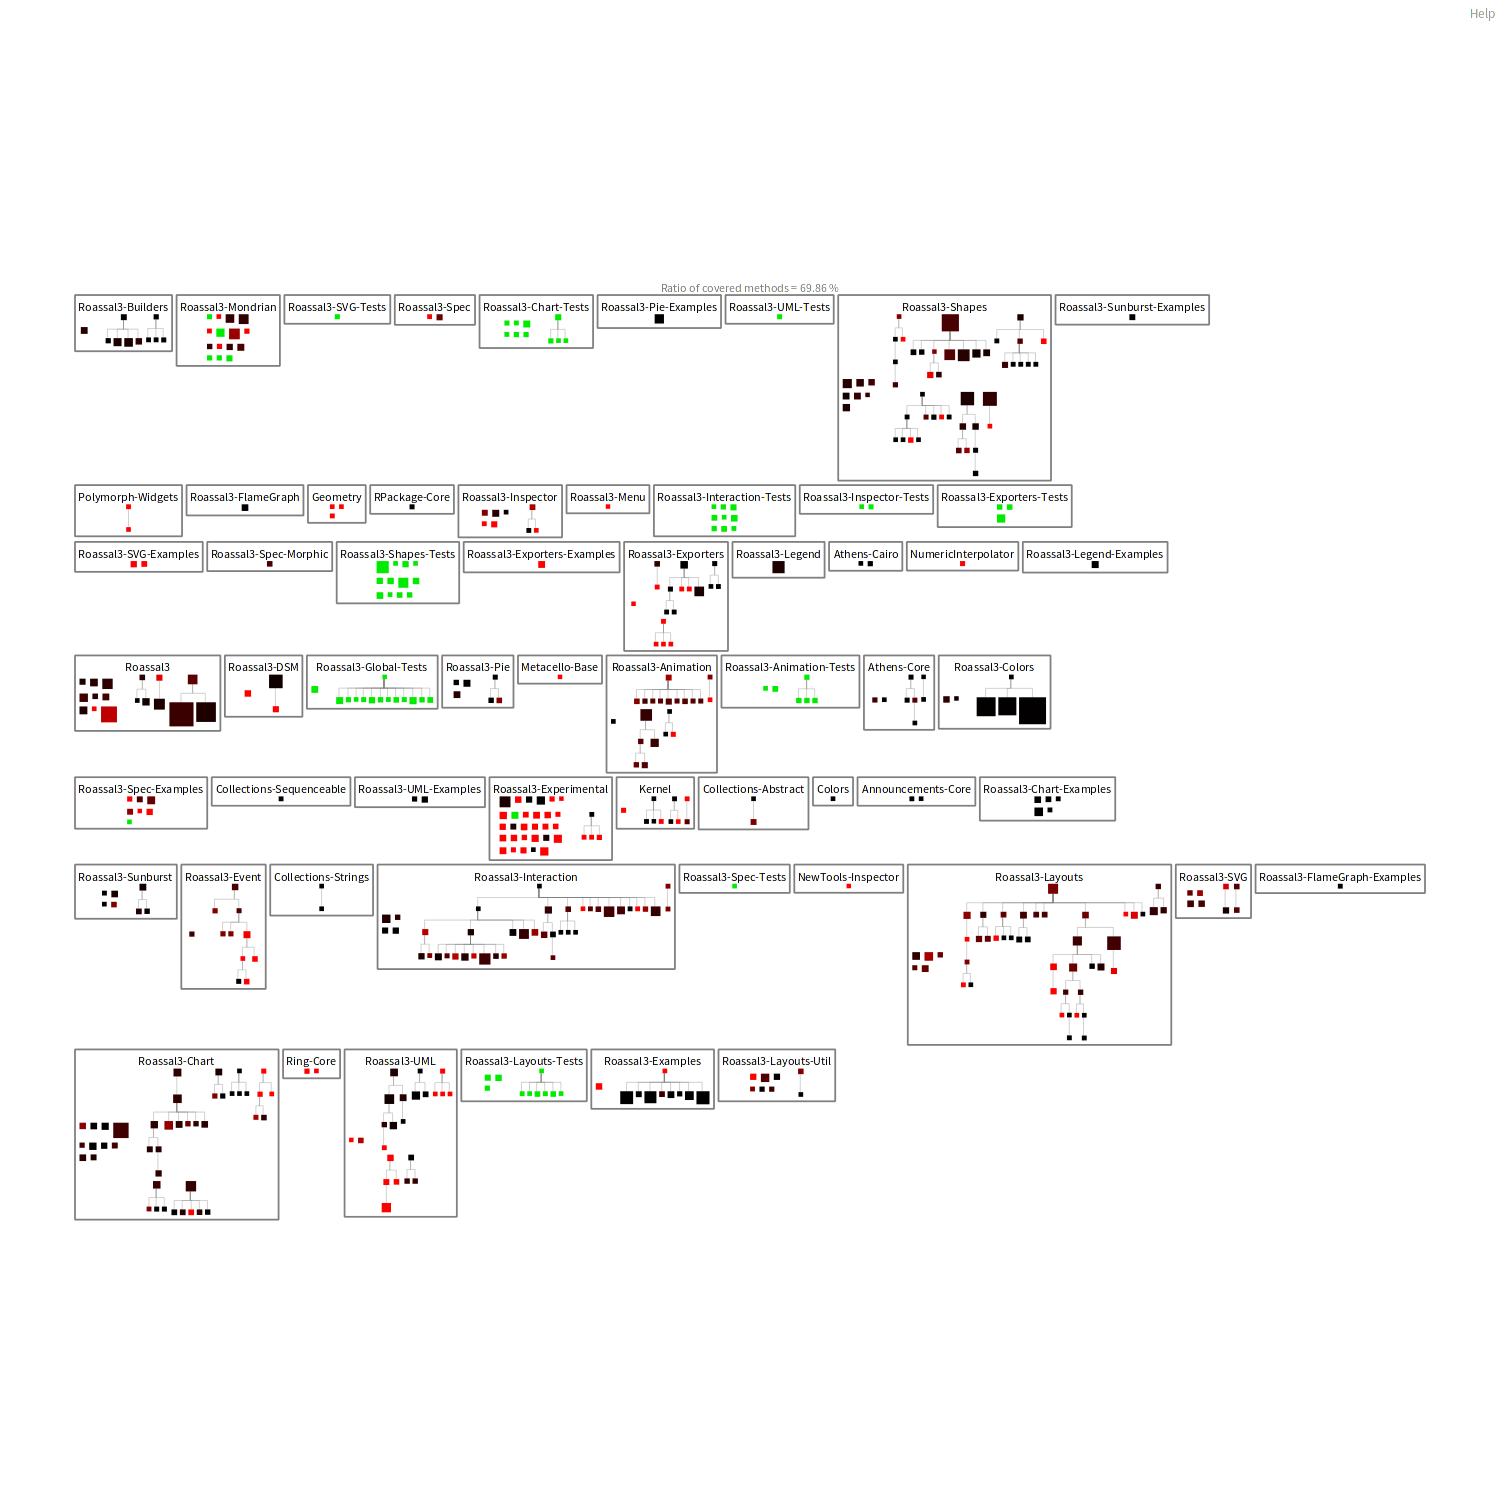 Help
Ratio of covered methods = 69.86 %
Roassal3-Builders
Roassal3-Mondrian
Roassal3-SVG-Tests
Roassal3-Spec
Roassal3-Chart-Tests
Roassal3-Pie-Examples
Roassal3-UML-Tests
Roassal3-Shapes
Roassal3-Sunburst-Examples
Polymorph-Widgets
Roassal3-FlameGraph
Geometry
RPackage-Core
Roassal3-Inspector
Roassal3-Menu
Roassal3-Interaction-Tests
Roassal3-Inspector-Tests
Roassal3-Exporters-Tests
Roassal3-SVG-Examples
Roassal3-Spec-Morphic
Roassal3-Shapes-Tests
Roassal3-Exporters-Examples
Roassal3-Exporters
Roassal3-Legend
Athens-Cairo
NumericInterpolator
Roassal3-Legend-Examples
Roassal3
Roassal3-DSM
Roassal3-Global-Tests
Roassal3-Pie
Metacello-Base
Roassal3-Animation
Roassal3-Animation-Tests
Athens-Core
Roassal3-Colors
Roassal3-Spec-Examples
Collections-Sequenceable
Roassal3-UML-Examples
Roassal3-Experimental
Kernel
Collections-Abstract
Colors
Announcements-Core
Roassal3-Chart-Examples
Roassal3-Sunburst
Roassal3-Event
Collections-Strings
Roassal3-Interaction
Roassal3-Spec-Tests
NewTools-Inspector
Roassal3-Layouts
Roassal3-SVG
Roassal3-FlameGraph-Examples
Roassal3-Chart
Ring-Core
Roassal3-UML
Roassal3-Layouts-Tests
Roassal3-Examples
Roassal3-Layouts-Util